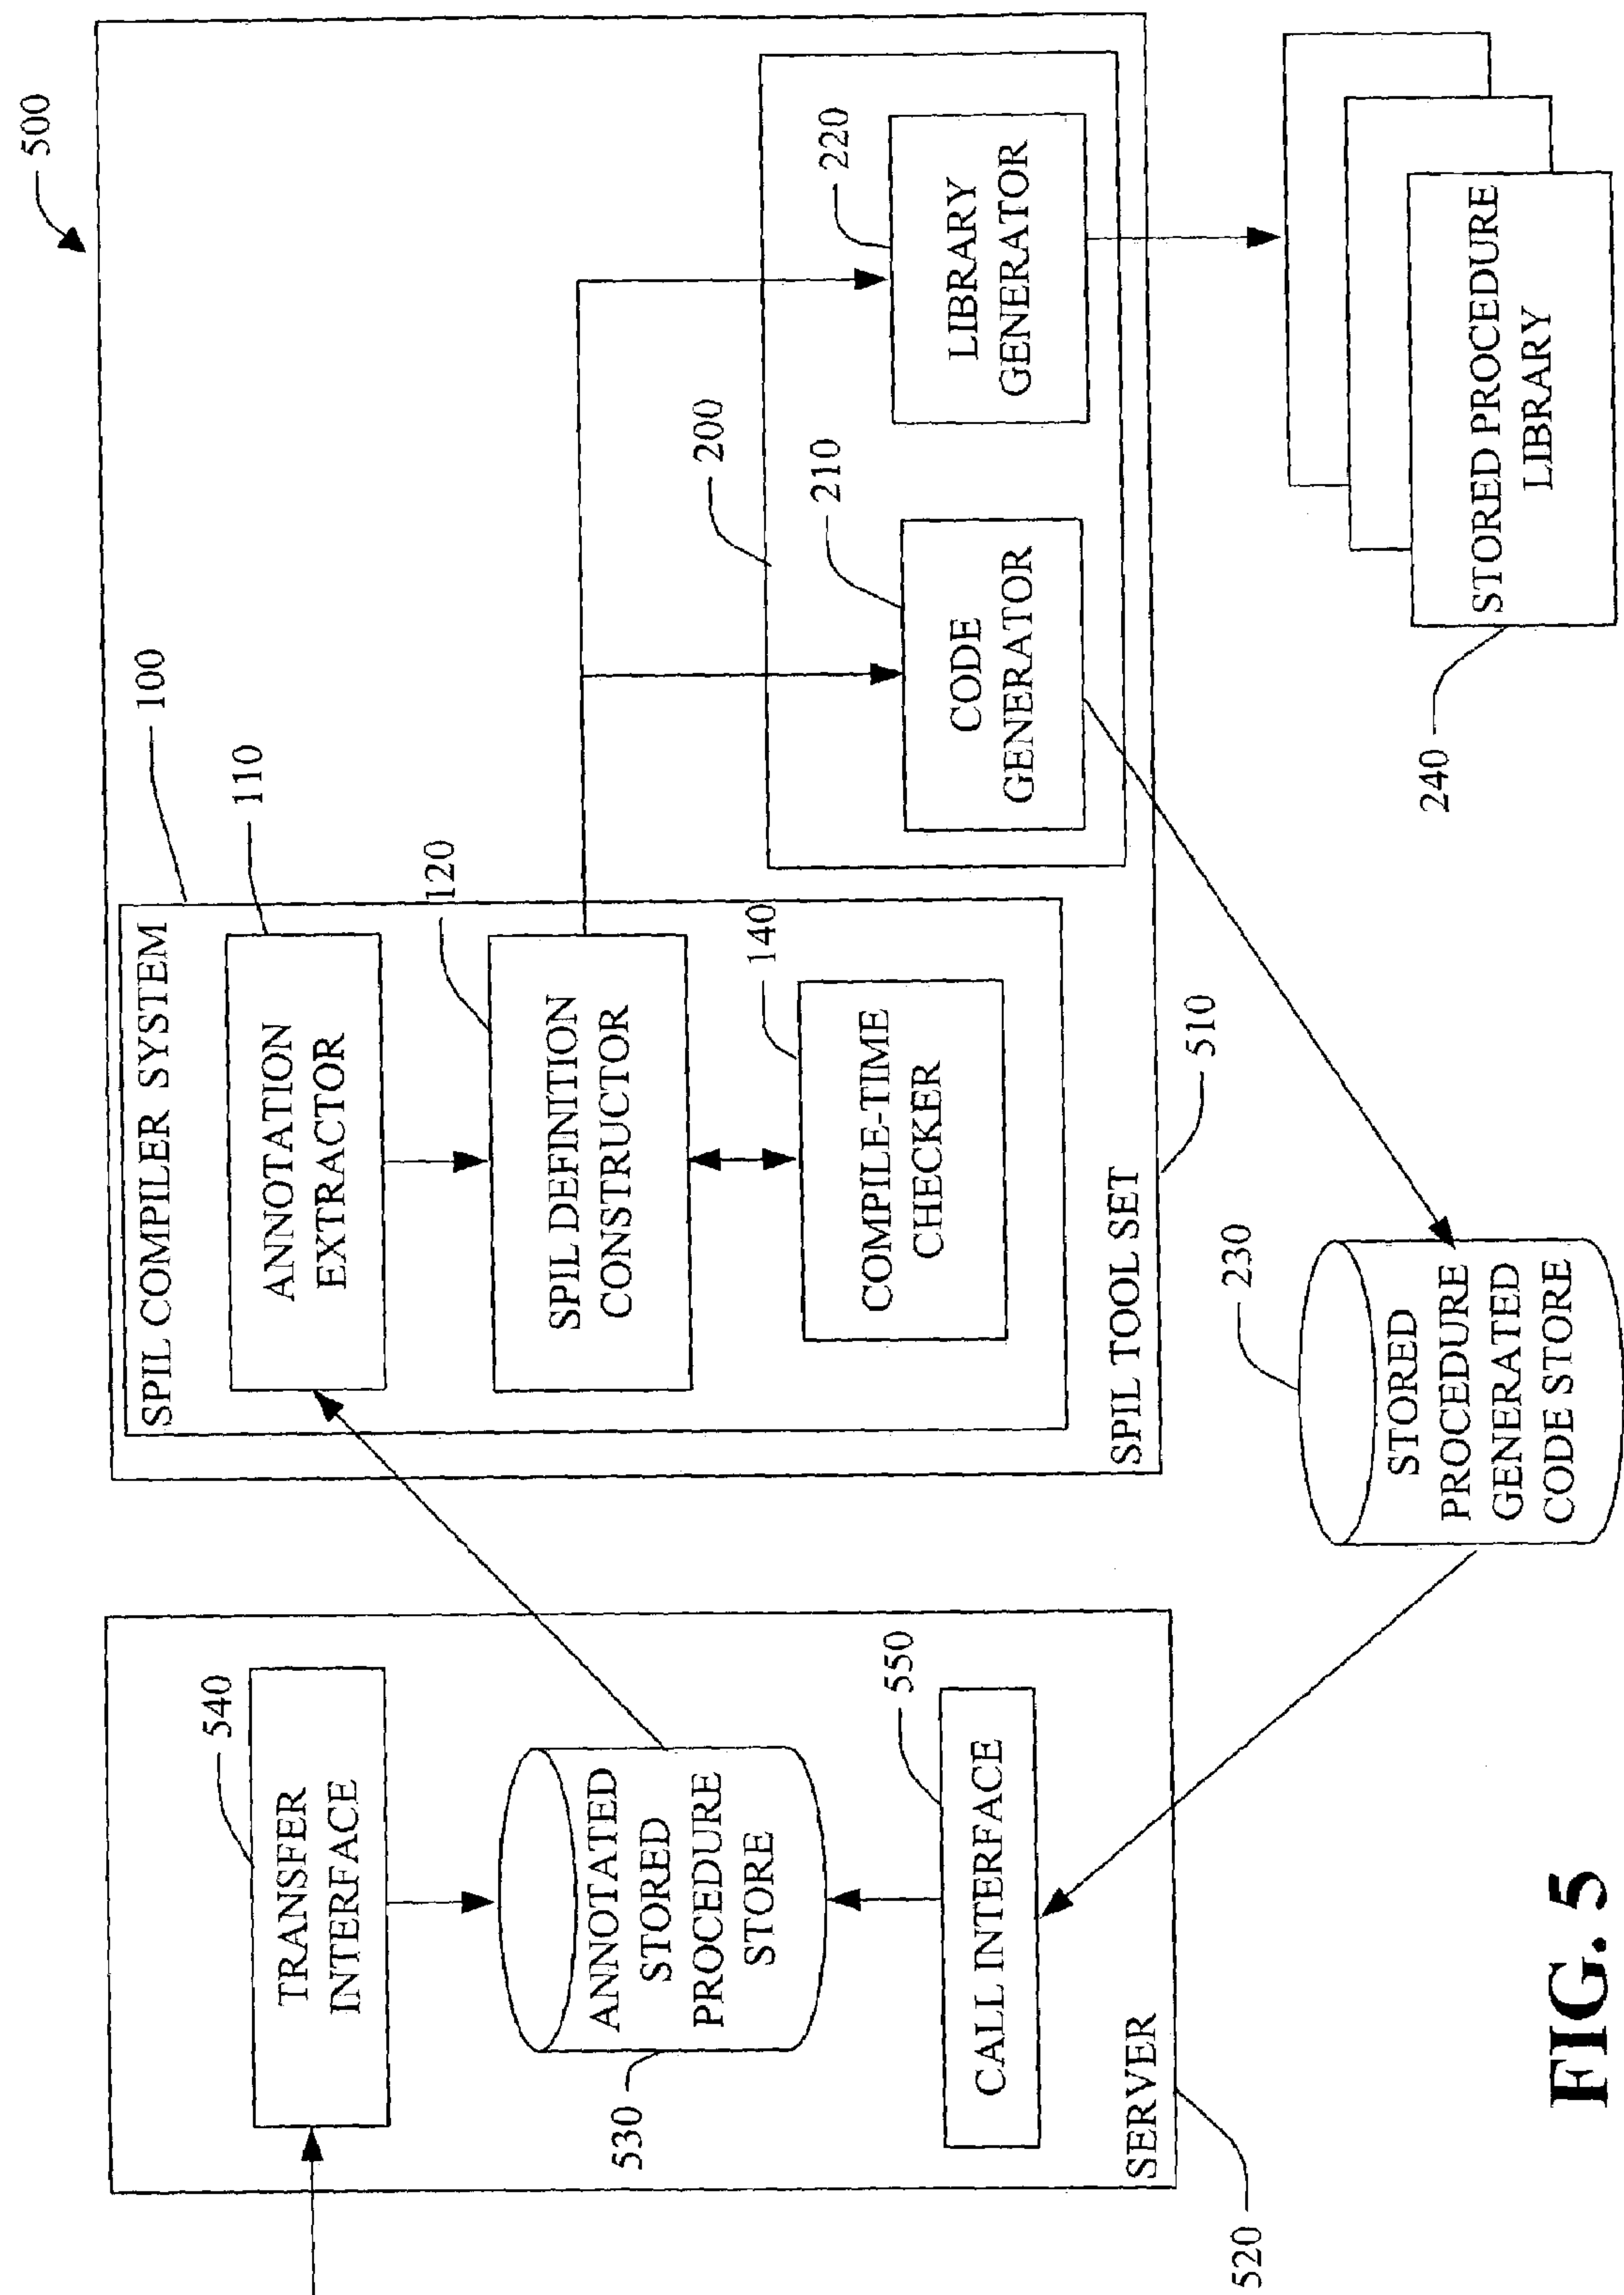 500
SERVER
520
TRANSFER
INTERFACE
540
ANNOTATED
STORED
PROCEDURE
STORE
530
CALL INTERFACE
550
SPIL COMPILER SYSTEM
100
ANNOTATION
EXTRACTOR
110
SPIL DEFINITION
CONSTRUCTOR
120
COMPILE-TIME
CHECKER
140
SPIL TOOL SET
510
200
CODE
GENERATOR
210
LIBRARY
GENERATOR
220
STORED
PROCEDURE
GENERATED
CODE STORE
230
STORED PROCEDURE
LIBRARY
240
FIG. 5